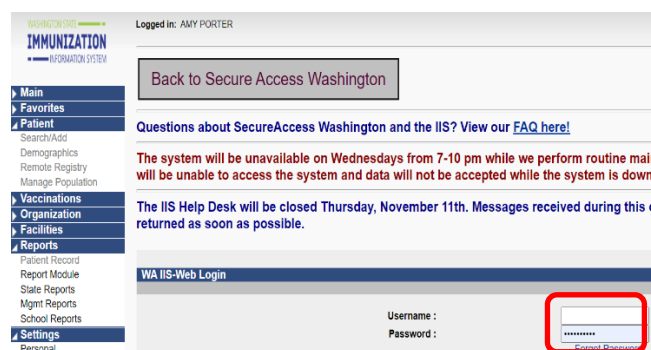 WASHINGTON STATE
IMMUNIZATION
INFORMATION SYSTEM
Main
Favorites
Patient
Search/Add
Demographics
Remote Registry
Manage Population
Vaccinations
Organization
Facilities
Reports
Patient Record
Report Module
State Reports
Mgmt Reports
School Reports
Settings
Personal
Logged in: AMY PORTER
Back to Secure Access Washington
Questions about SecureAccess Washington and the IIS? View our FAQ here!
The system will be unavailable on Wednesdays from 7-10 pm while we perform routine mai
will be unable to access the system and data will not be accepted while the system is down
The IIS Help Desk will be closed Thursday, November 11th. Messages received during this
returned as soon as possible.
WA IIS-Web Login
Username :
Password :
Forgot Password